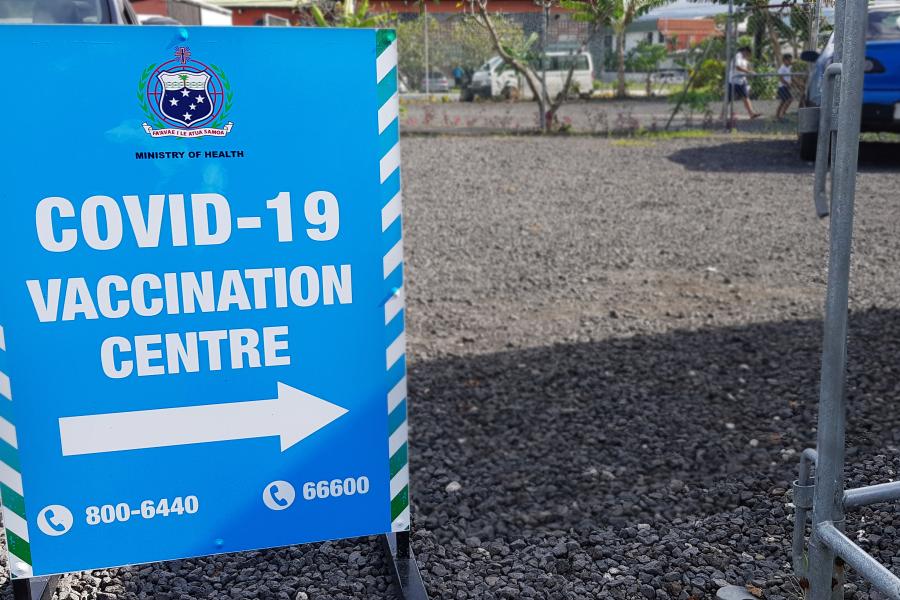 FA'AVAE I LE ATUA SAMOA
MINISTRY OF HEALTH
COVID-19
VACCINATION
CENTRE
800-6440
66600